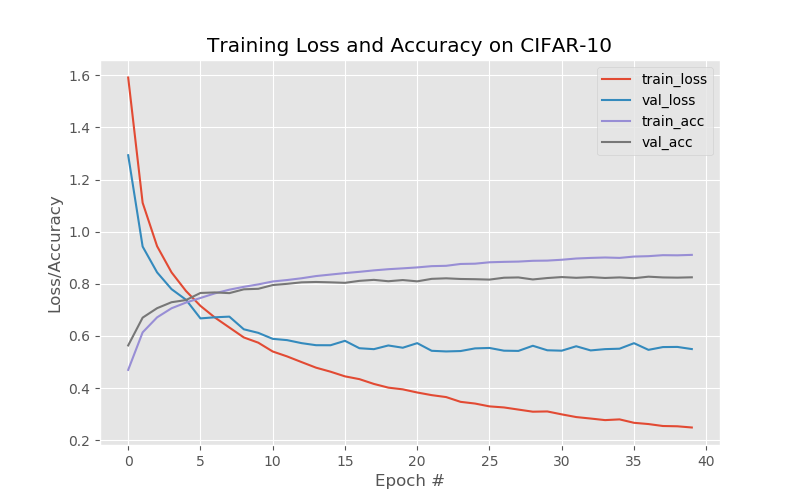 Training Loss and Accuracy on CIFAR-10
train_loss
val_loss
train_acc
val_acc
1.6
1.4
1.2
1.0
0.8
0.6
0.4
0.2
Loss/Accuracy
0 5 10 15 20 25 30 35 40
Epoch #